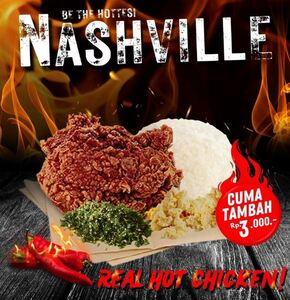 BE THE HOTTEST
NASHVILLE
CUMA
TAMBAH
Rp 3.000.-
REAL HOT CHICKEN!